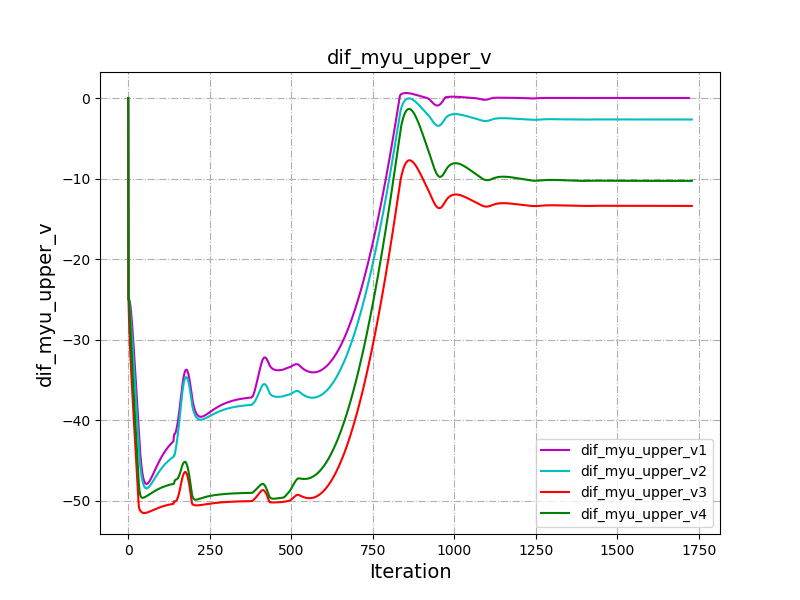 dif_myu_upper_v
dif_myu_upper_v
0
−10
−20
−30
−40
−50
dif_myu_upper_v1
dif_myu_upper_v2
dif_myu_upper_v3
dif_myu_upper_v4
0 250 500 750 1000 1250 1500 1750
Iteration